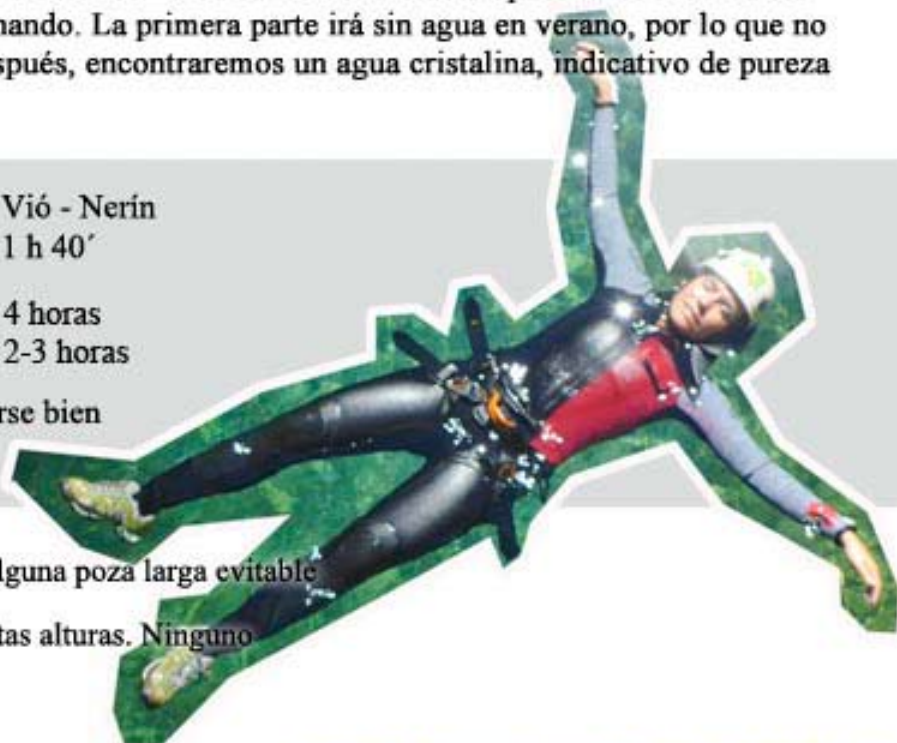 nando. La primera parte irá sin agua en verano, por lo que no
spués, encontraremos un agua cristalina, indicativo de pureza
Vió - Nerín
1 h 40´
4 horas
2-3 horas
rse bien
lguna poza larga evitable
tas alturas. Ninguno